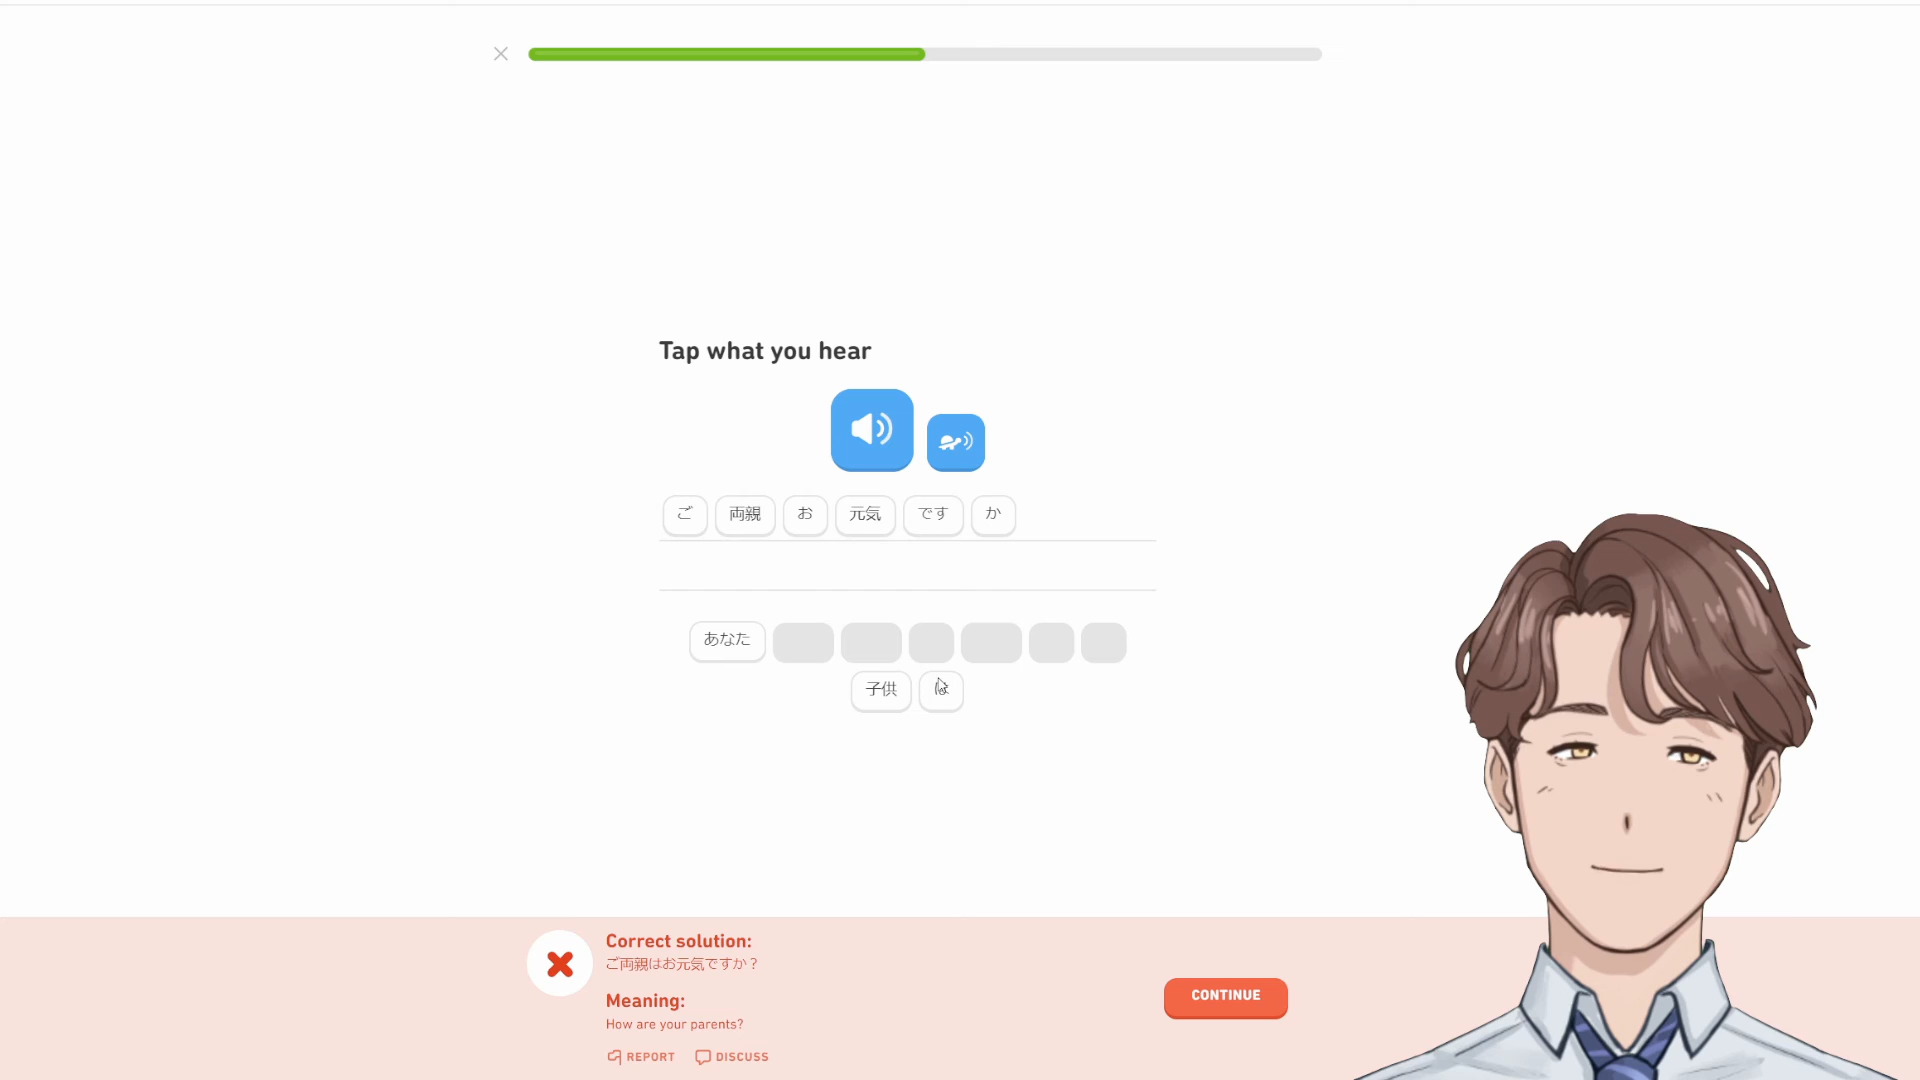 Tap what you hear
ご 両親 お 元気 です か
あなた
子供
Correct solution:
ご両親はお元気ですか？
Meaning:
How are your parents?
CONTINUE
REPORT DISCUSS